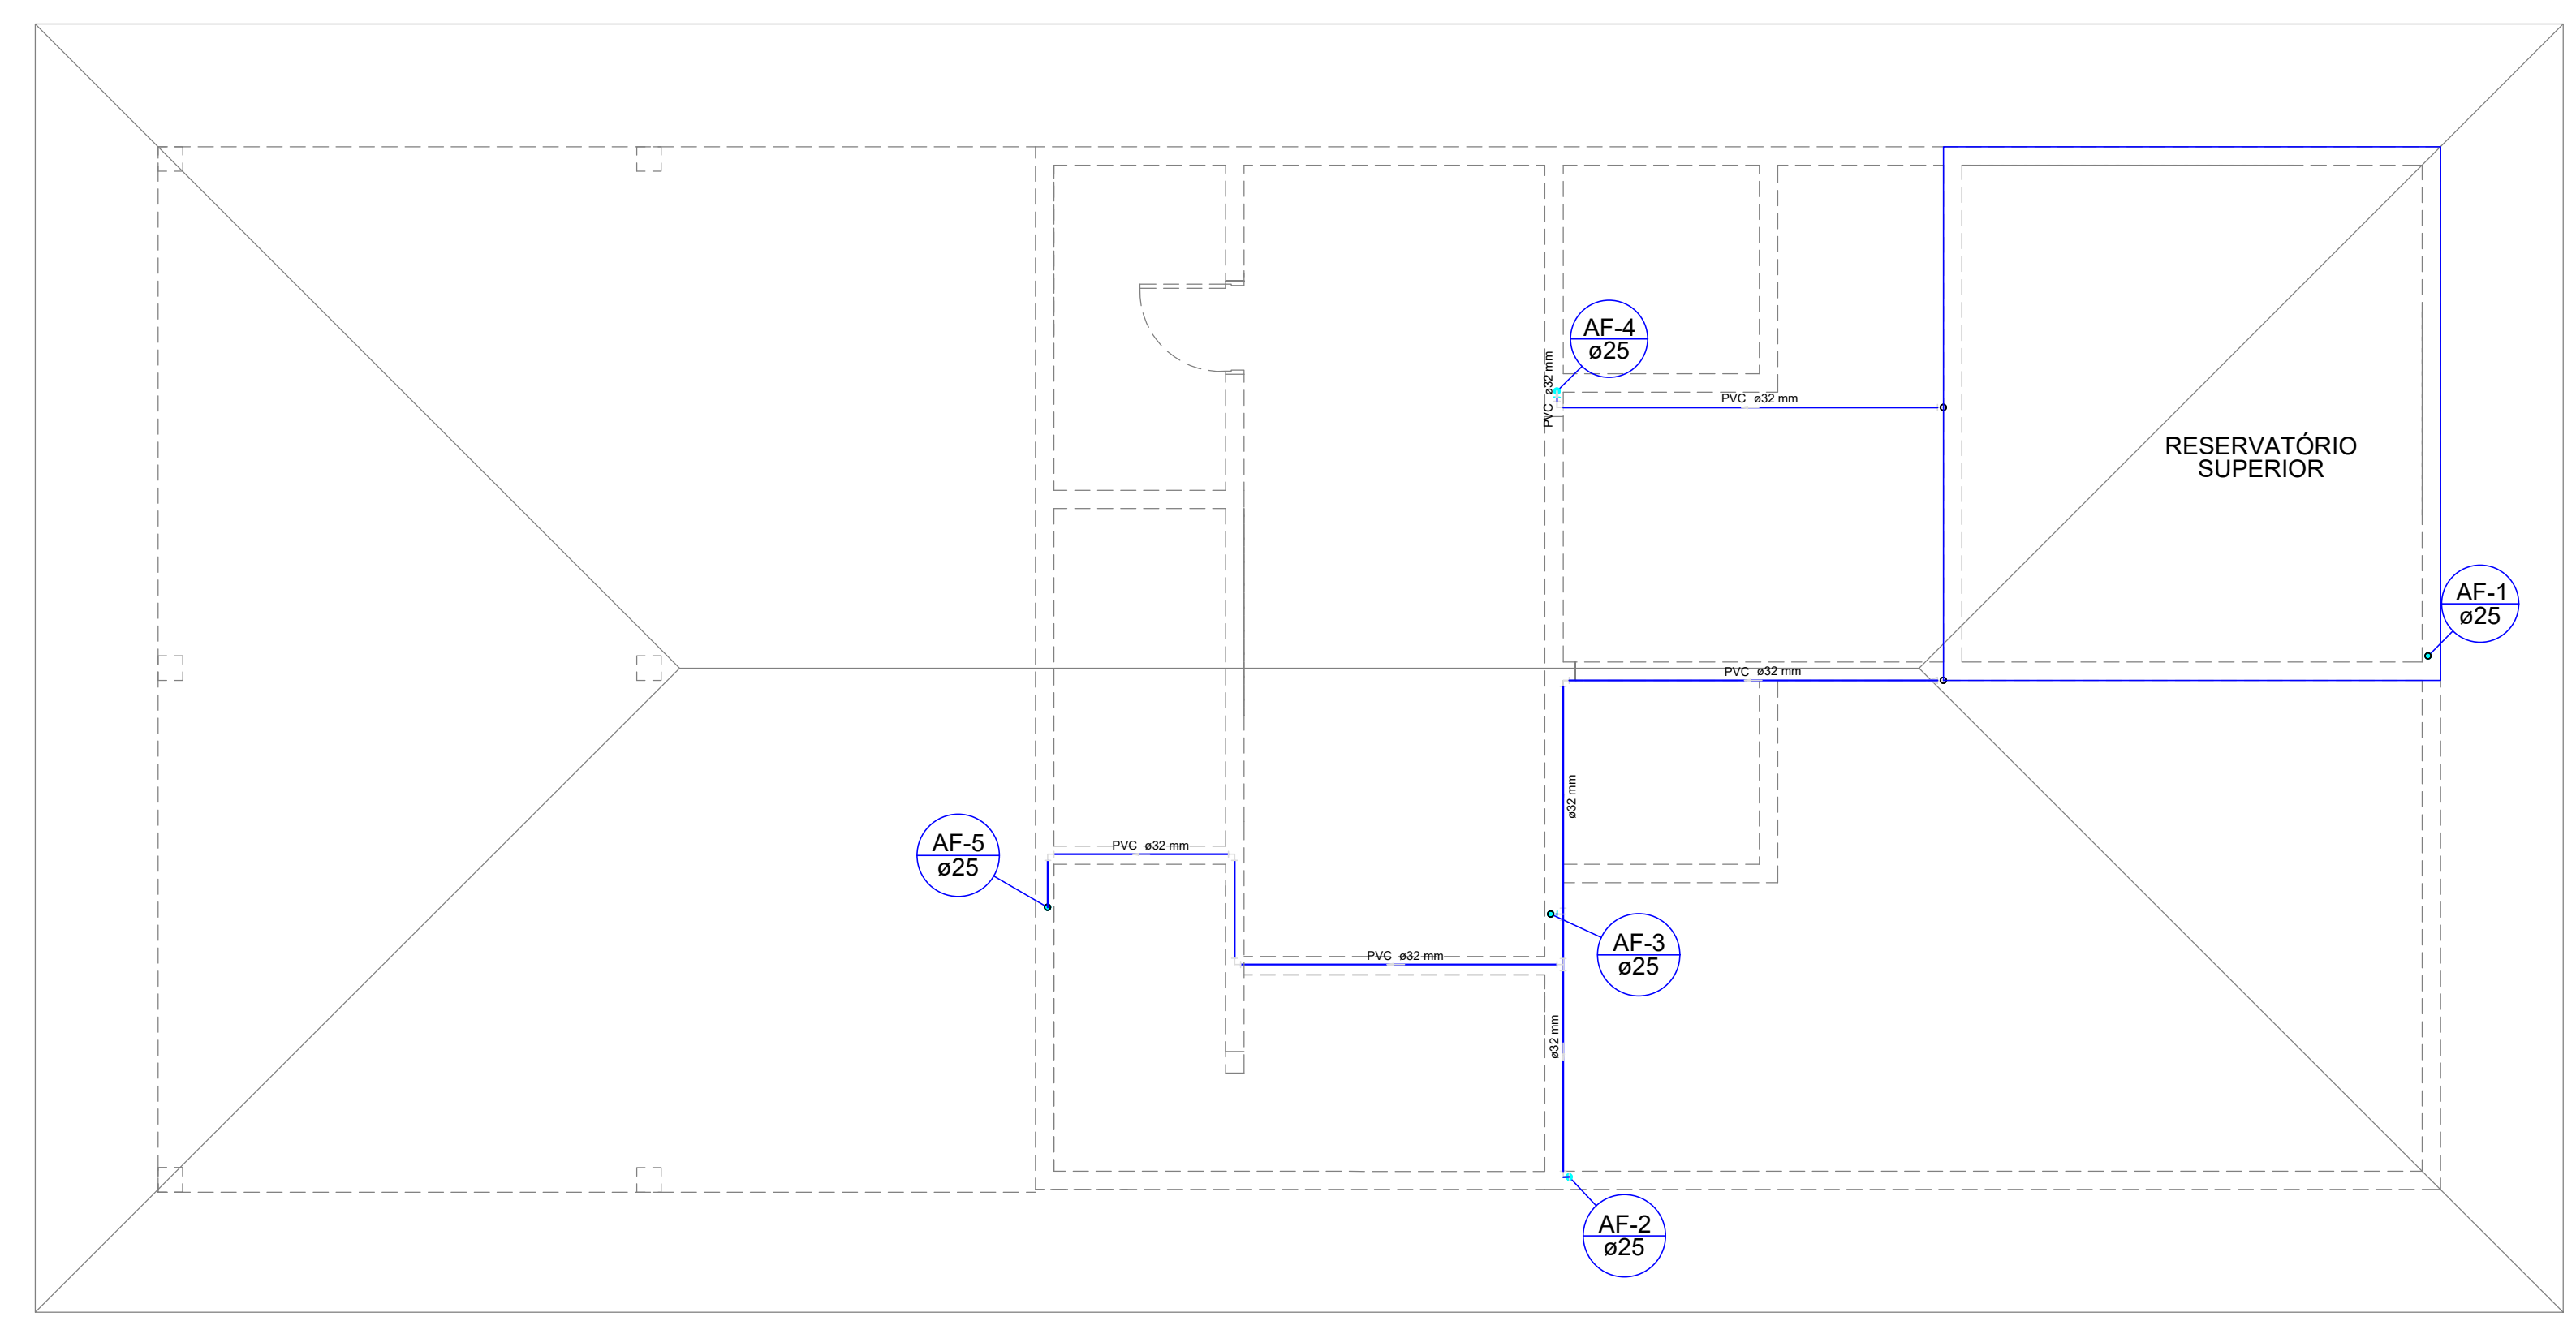 AF-4
ø25
PVC ø32 mm
PVC ø32 mm
RESERVATÓRIO
SUPERIOR
AF-1
ø25
PVC ø32 mm
ø32 mm
AF-5
ø25
PVC ø32 mm
AF-3
ø25
PVC ø32 mm
ø32 mm
AF-2
ø25